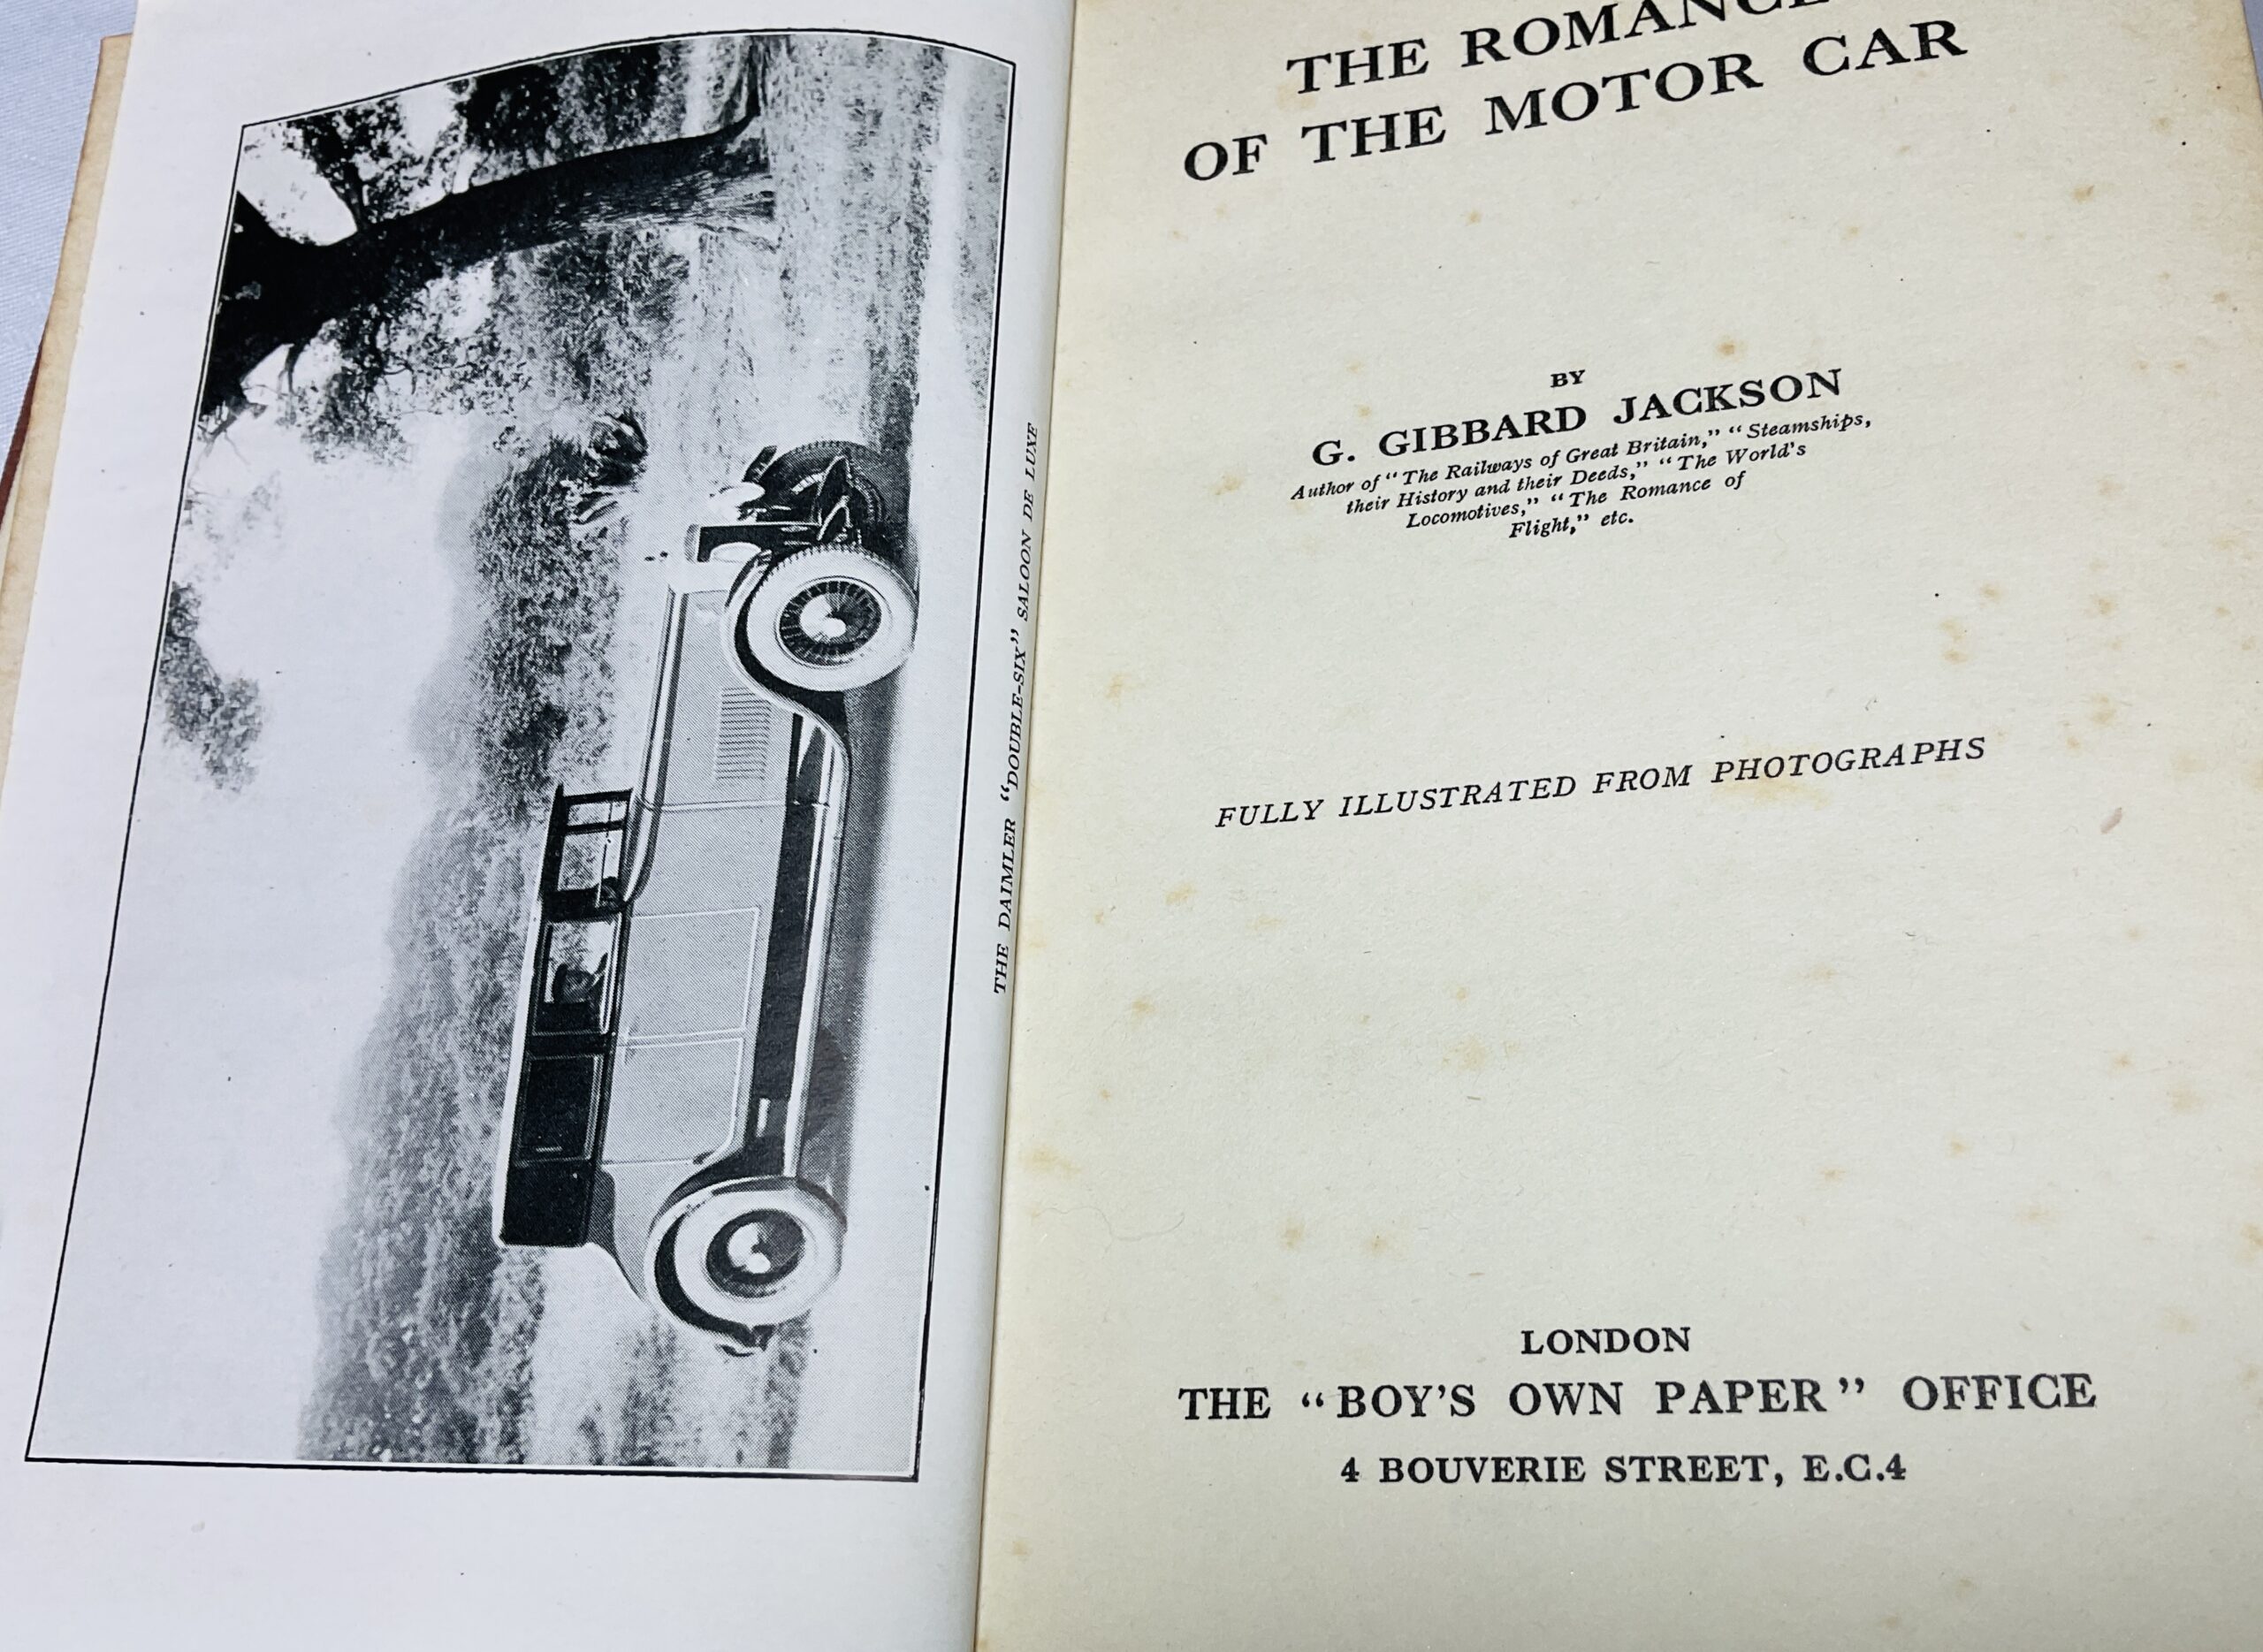 THE DAIMLER "DOUBLE-SIX" SALOON DE LUXE
THE ROMANCE
OF THE MOTOR CAR
BY
G. GIBBARD JACKSON
Author of "The Railways of Great Britain," "Steamships,
their History and their Deeds," "The World's
Locomotives," "The Romance of
Flight," etc.
FULLY ILLUSTRATED FROM PHOTOGRAPHS
LONDON
THE "BOY'S OWN PAPER" OFFICE
4 BOUVERIE STREET, E.C.4